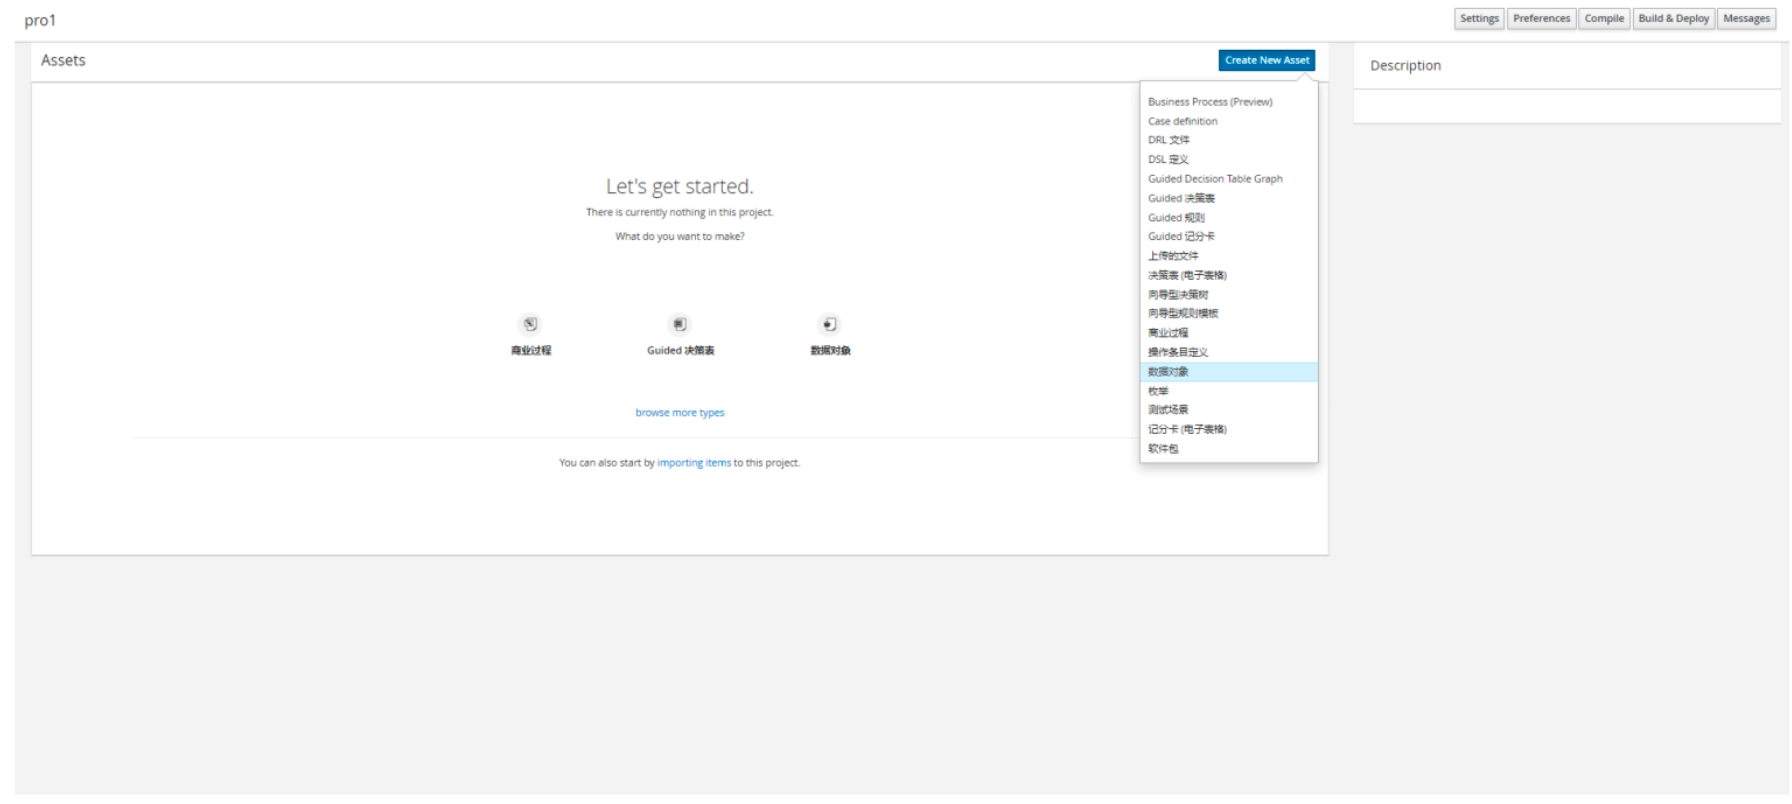 pro1
Settings Preferences Compile Build & Deploy Messages
Assets
Create New Asset
Description
Business Process (Preview)
Case definition
DRL 文件
DSL 定义
Guided Decision Table Graph
Guided 决策表
Guided 规则
Guided 记分卡
上传的文件
决策表 (电子表格)
向导型决策树
向导型规则模板
商业过程
操作条目定义
数据对象
枚举
测试场景
记分卡 (电子表格)
软件包
Let's get started.
There is currently nothing in this project.
What do you want to make?
商业过程 Guided 决策表 数据对象
browse more types
You can also start by importing items to this project.